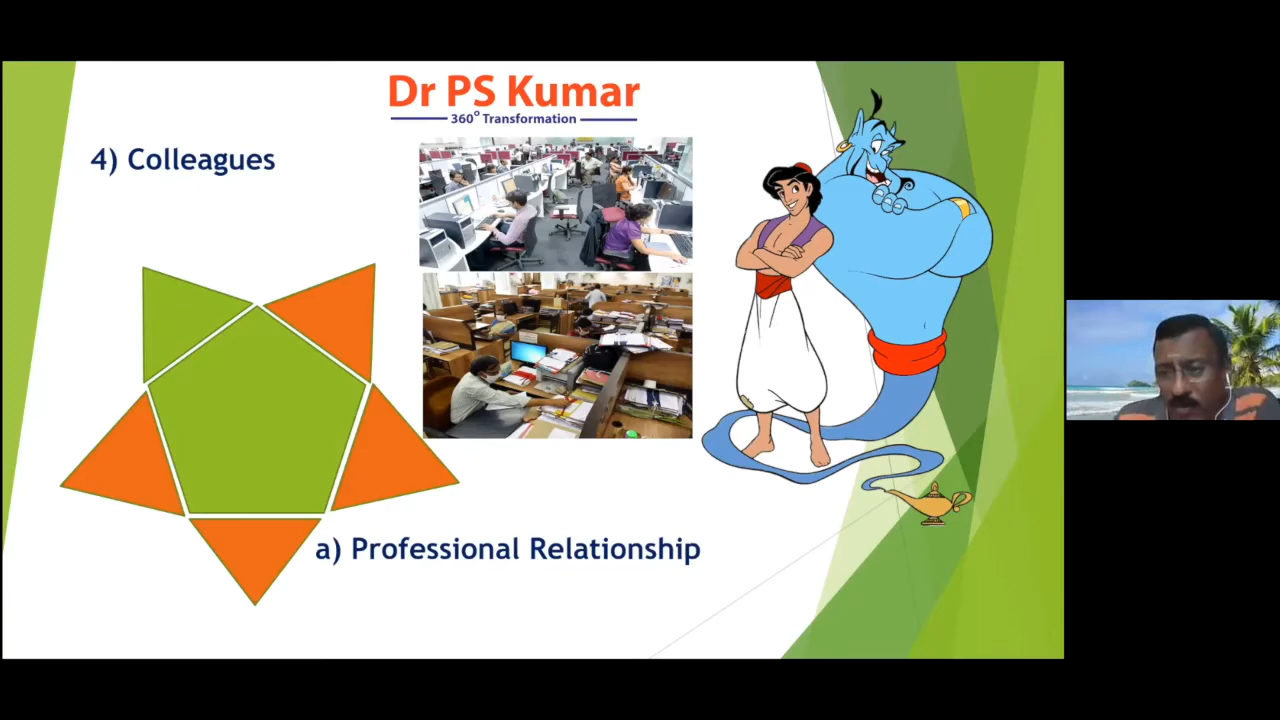 Dr PS Kumar
360° Transformation
4) Colleagues
a) Professional Relationship